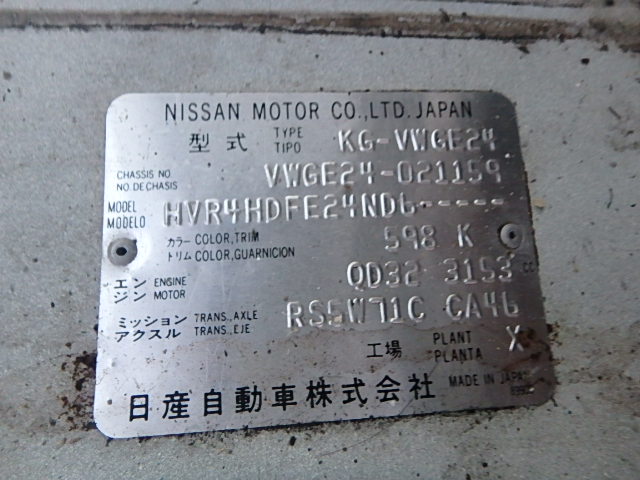 NISSAN MOTOR CO.,LTD. JAPAN
型式 TYPE TIPO KG-VWGE24
CHASSIS NO NO. DE CHASIS VWGE24-021159
MODEL MODELO HVR4HDFE24ND6-----
カラー COLOR, TRIM トリム COLOR, GUARNICION 598 K
エンジン ENGINE MOTOR QD32 3153 cc
ミッション アクスル TRANS., AXLE TRANS., EJE RS5W71C CA46
工場 PLANT PLANTA X
日産自動車株式会社 MADE IN JAPAN